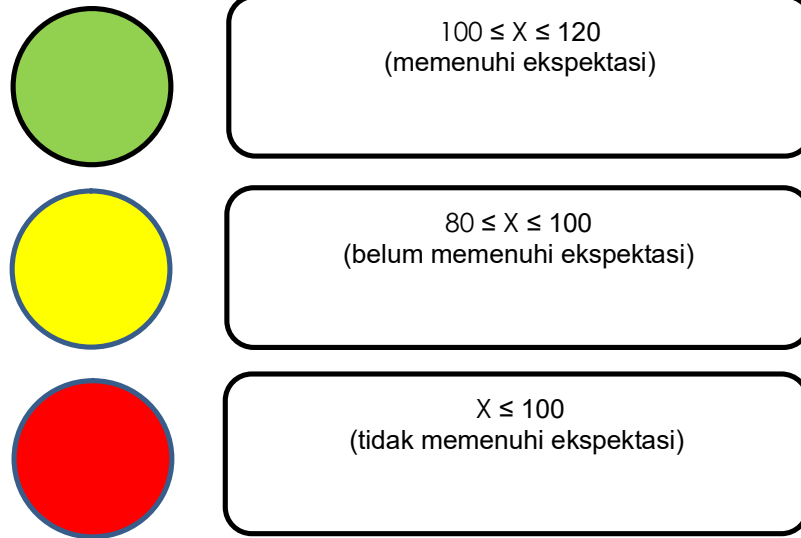 100 ≤ X ≤ 120
(memenuhi ekspektasi)
80 ≤ X ≤ 100
(belum memenuhi ekspektasi)
X ≤ 100
(tidak memenuhi ekspektasi)